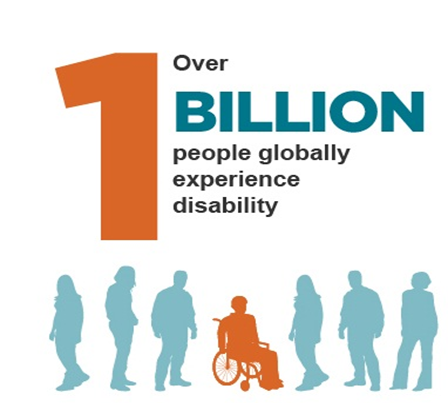 1
Over
BILLION
people globally
experience
disability